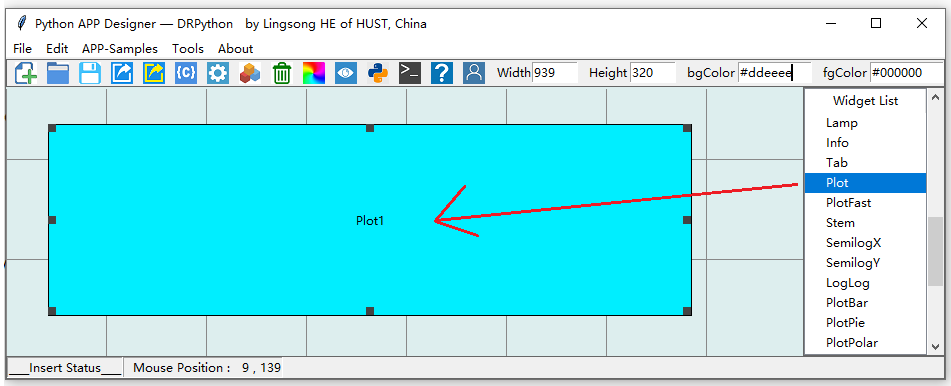 Python APP Designer — DRPython by Lingsong HE of HUST, China
File Edit APP-Samples Tools About
{C} >_ ? Width 939 Height 320 bgColor #ddeeee fgColor #000000
Widget List
Lamp
Info
Tab
Plot
PlotFast
Plot1
Stem
SemilogX
SemilogY
LogLog
PlotBar
PlotPie
PlotPolar
___Insert Status___ Mouse Position : 9 , 139